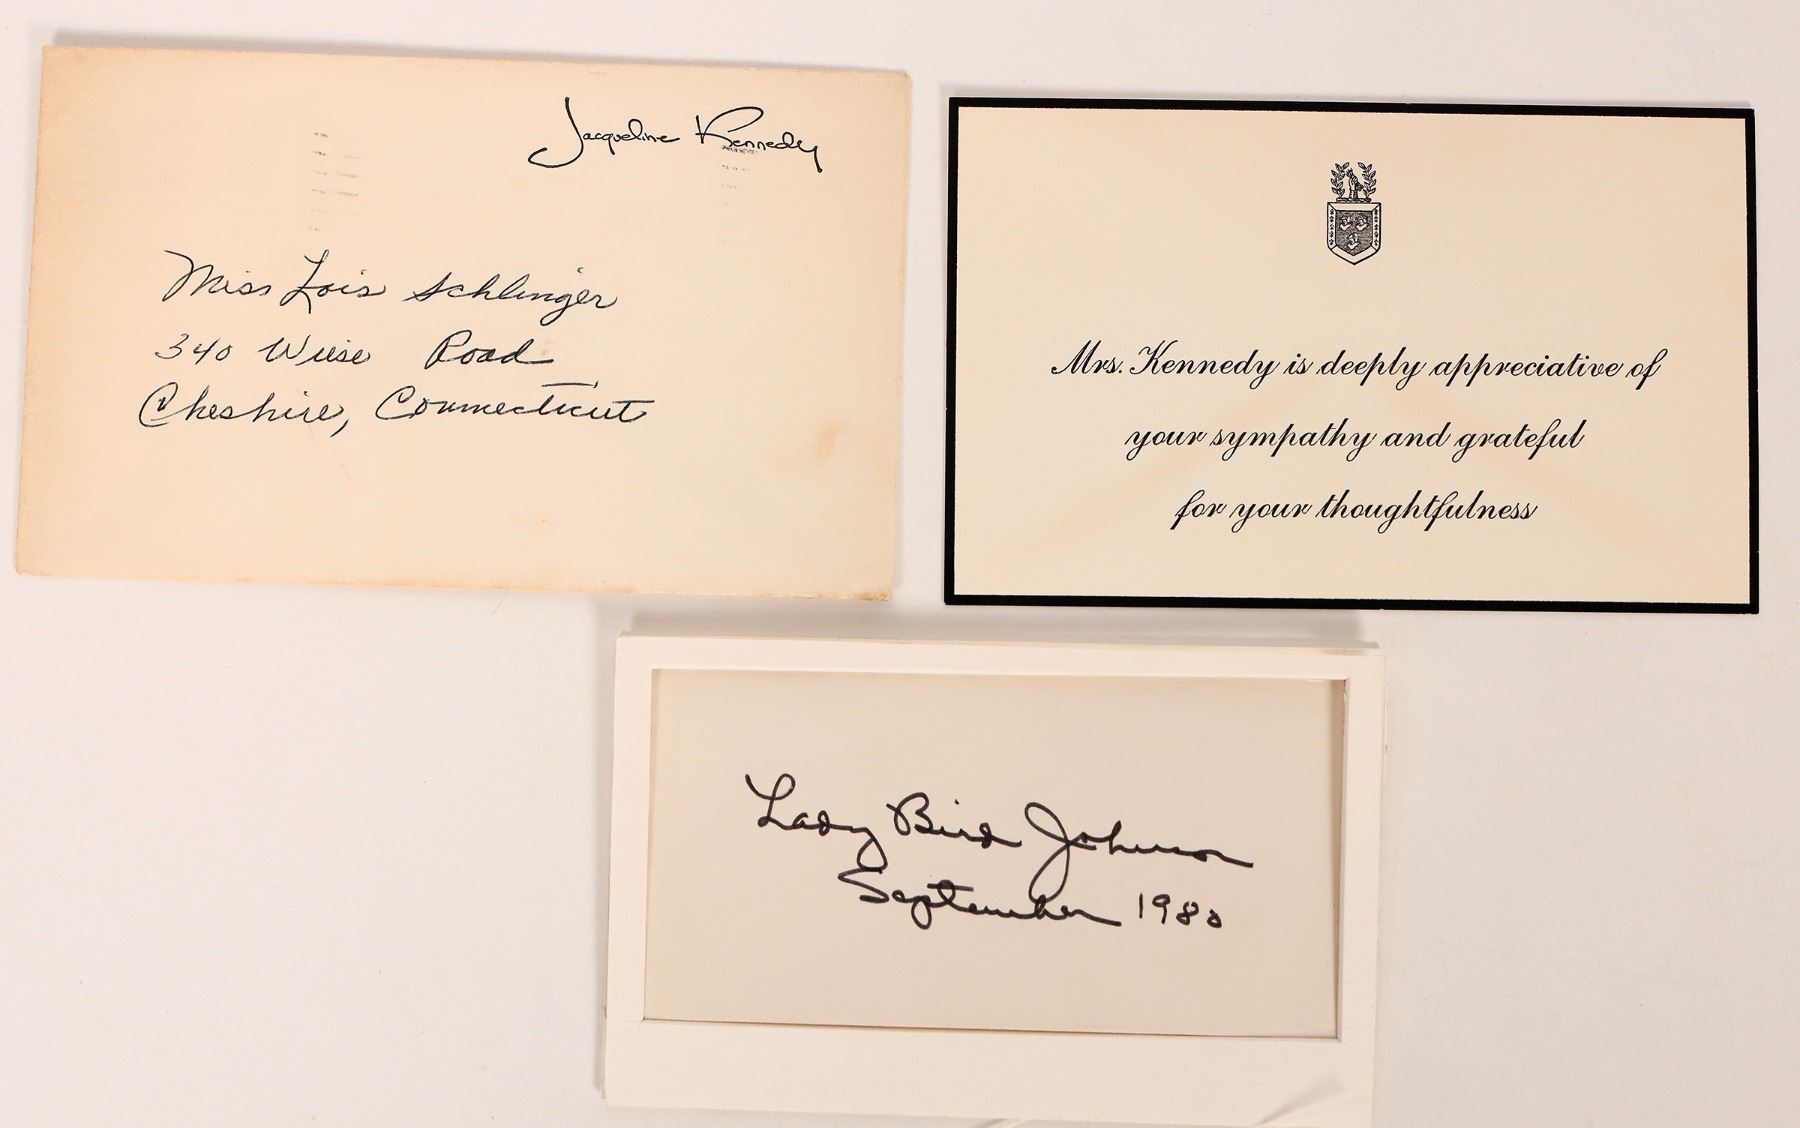 Jacqueline Kennedy
Miss Lois Schlinger
340 Wiese Road
Cheshire, Connecticut
Mrs. Kennedy is deeply appreciative of
your sympathy and grateful
for your thoughtfulness
Lady Bird Johnson
September 1980